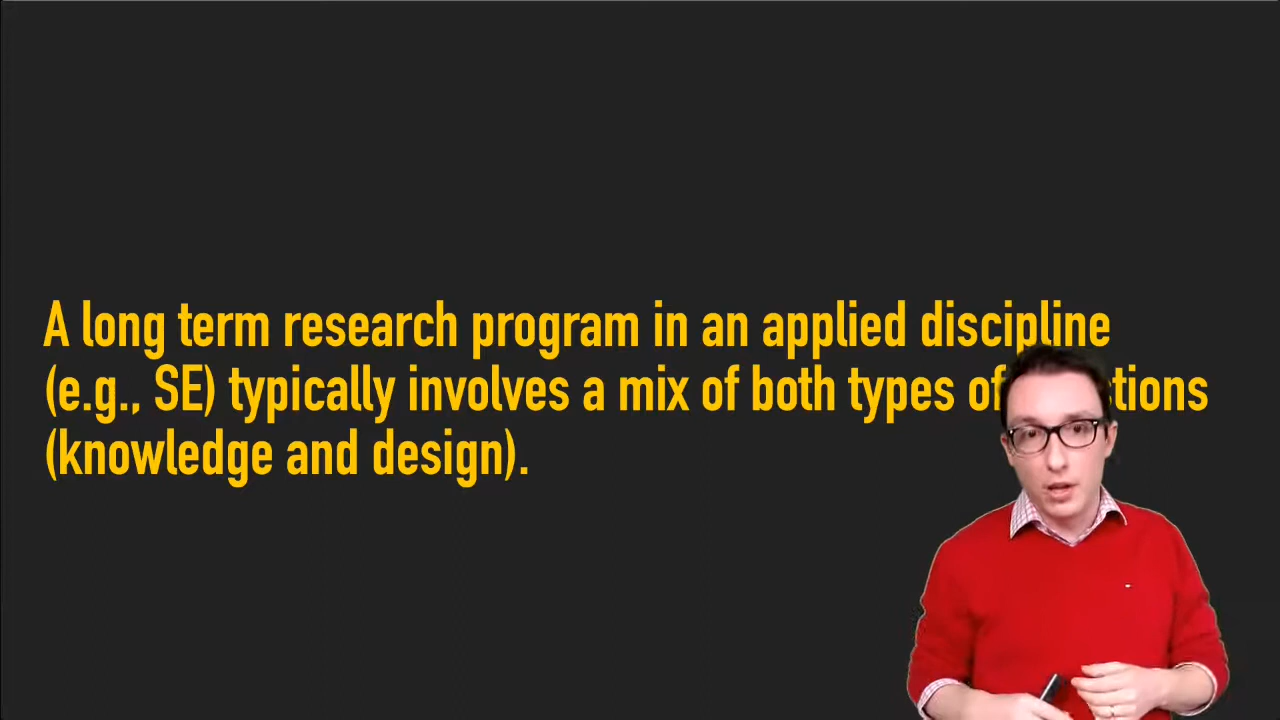 A long term research program in an applied discipline
(e.g., SE) typically involves a mix of both types of
(knowledge and design).